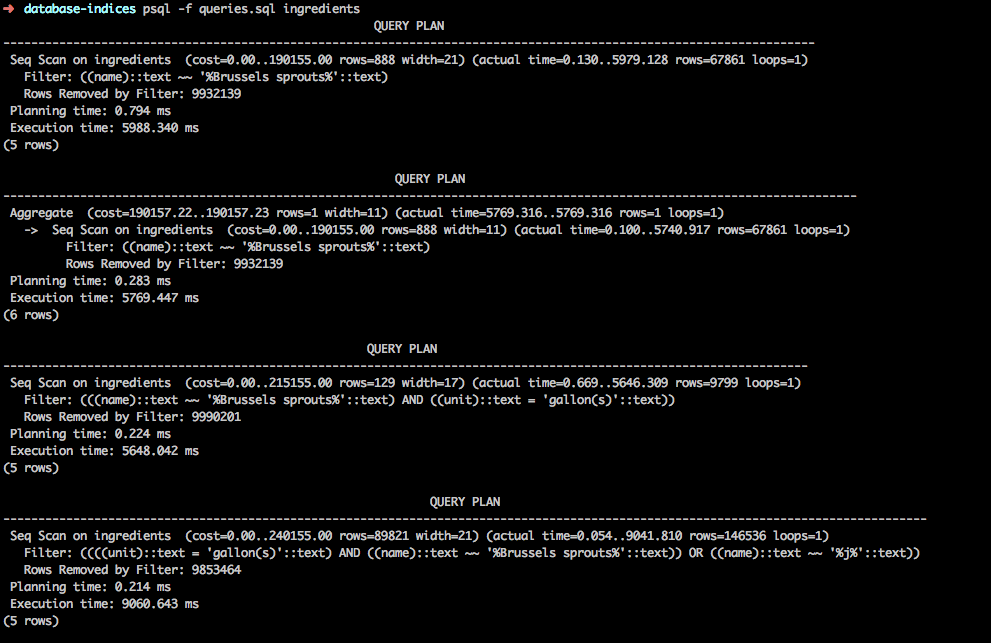 ➜ database-indices psql -f queries.sql ingredients
QUERY PLAN
--------------------------------------------------------------------------------------------------------------------
Seq Scan on ingredients (cost=0.00..190155.00 rows=888 width=21) (actual time=0.130..5979.128 rows=67861 loops=1)
Filter: ((name)::text ~~ '%Brussels sprouts%'::text)
Rows Removed by Filter: 9932139
Planning time: 0.794 ms
Execution time: 5988.340 ms
(5 rows)
QUERY PLAN
--------------------------------------------------------------------------------------------------------------------------
Aggregate (cost=190157.22..190157.23 rows=1 width=11) (actual time=5769.316..5769.316 rows=1 loops=1)
-> Seq Scan on ingredients (cost=0.00..190155.00 rows=888 width=11) (actual time=0.100..5740.917 rows=67861 loops=1)
Filter: ((name)::text ~~ '%Brussels sprouts%'::text)
Rows Removed by Filter: 9932139
Planning time: 0.283 ms
Execution time: 5769.447 ms
(6 rows)
QUERY PLAN
-------------------------------------------------------------------------------------------------------------------
Seq Scan on ingredients (cost=0.00..215155.00 rows=129 width=17) (actual time=0.669..5646.309 rows=9799 loops=1)
Filter: (((name)::text ~~ '%Brussels sprouts%'::text) AND ((unit)::text = 'gallon(s)'::text))
Rows Removed by Filter: 9990201
Planning time: 0.224 ms
Execution time: 5648.042 ms
(5 rows)
QUERY PLAN
------------------------------------------------------------------------------------------------------------------------------------
Seq Scan on ingredients (cost=0.00..240155.00 rows=89821 width=21) (actual time=0.054..9041.810 rows=146536 loops=1)
Filter: ((((unit)::text = 'gallon(s)'::text) AND ((name)::text ~~ '%Brussels sprouts%'::text)) OR ((name)::text ~~ '%j%'::text))
Rows Removed by Filter: 9853464
Planning time: 0.214 ms
Execution time: 9060.643 ms
(5 rows)